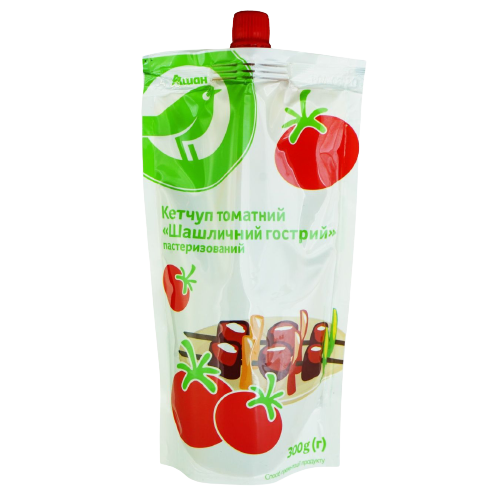 Ашан
Кетчуп томатний
«Шашличний гострий»
пастеризований
300g (г)